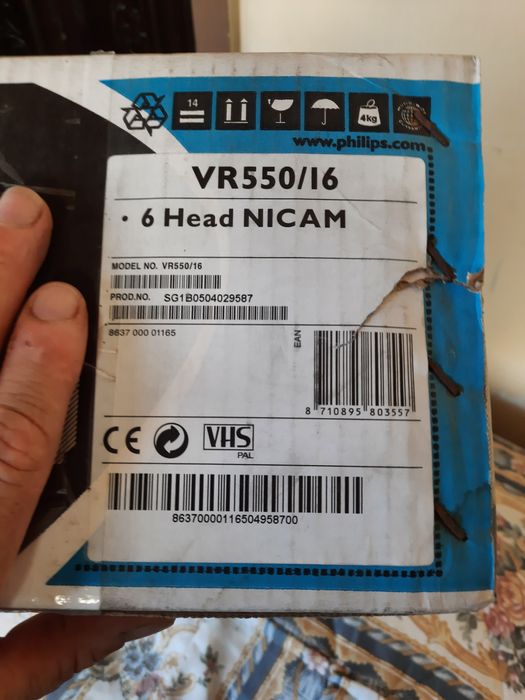 14
4kg
www.philips.com
VR550/16
• 6 Head NICAM
MODEL NO. VR550/16
PROD.NO. SG1B0504029587
8637 000 01165
EAN
8 710895 803557
CE
VHS
PAL
86370000116504958700